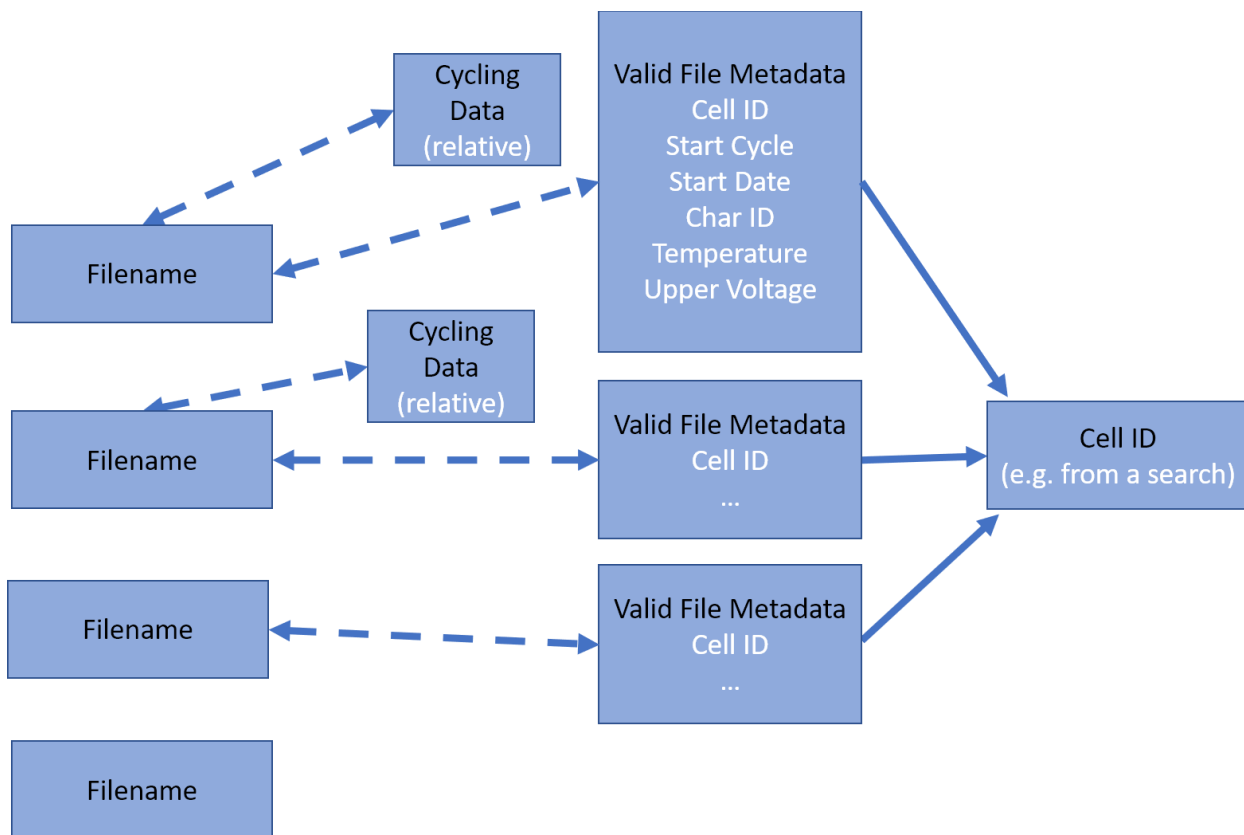 Cycling
Data
(relative)
Valid File Metadata
Cell ID
Start Cycle
Start Date
Char ID
Temperature
Upper Voltage
Filename
Cycling
Data
(relative)
Filename
Valid File Metadata
Cell ID
...
Cell ID
(e.g. from a search)
Filename
Valid File Metadata
Cell ID
...
Filename